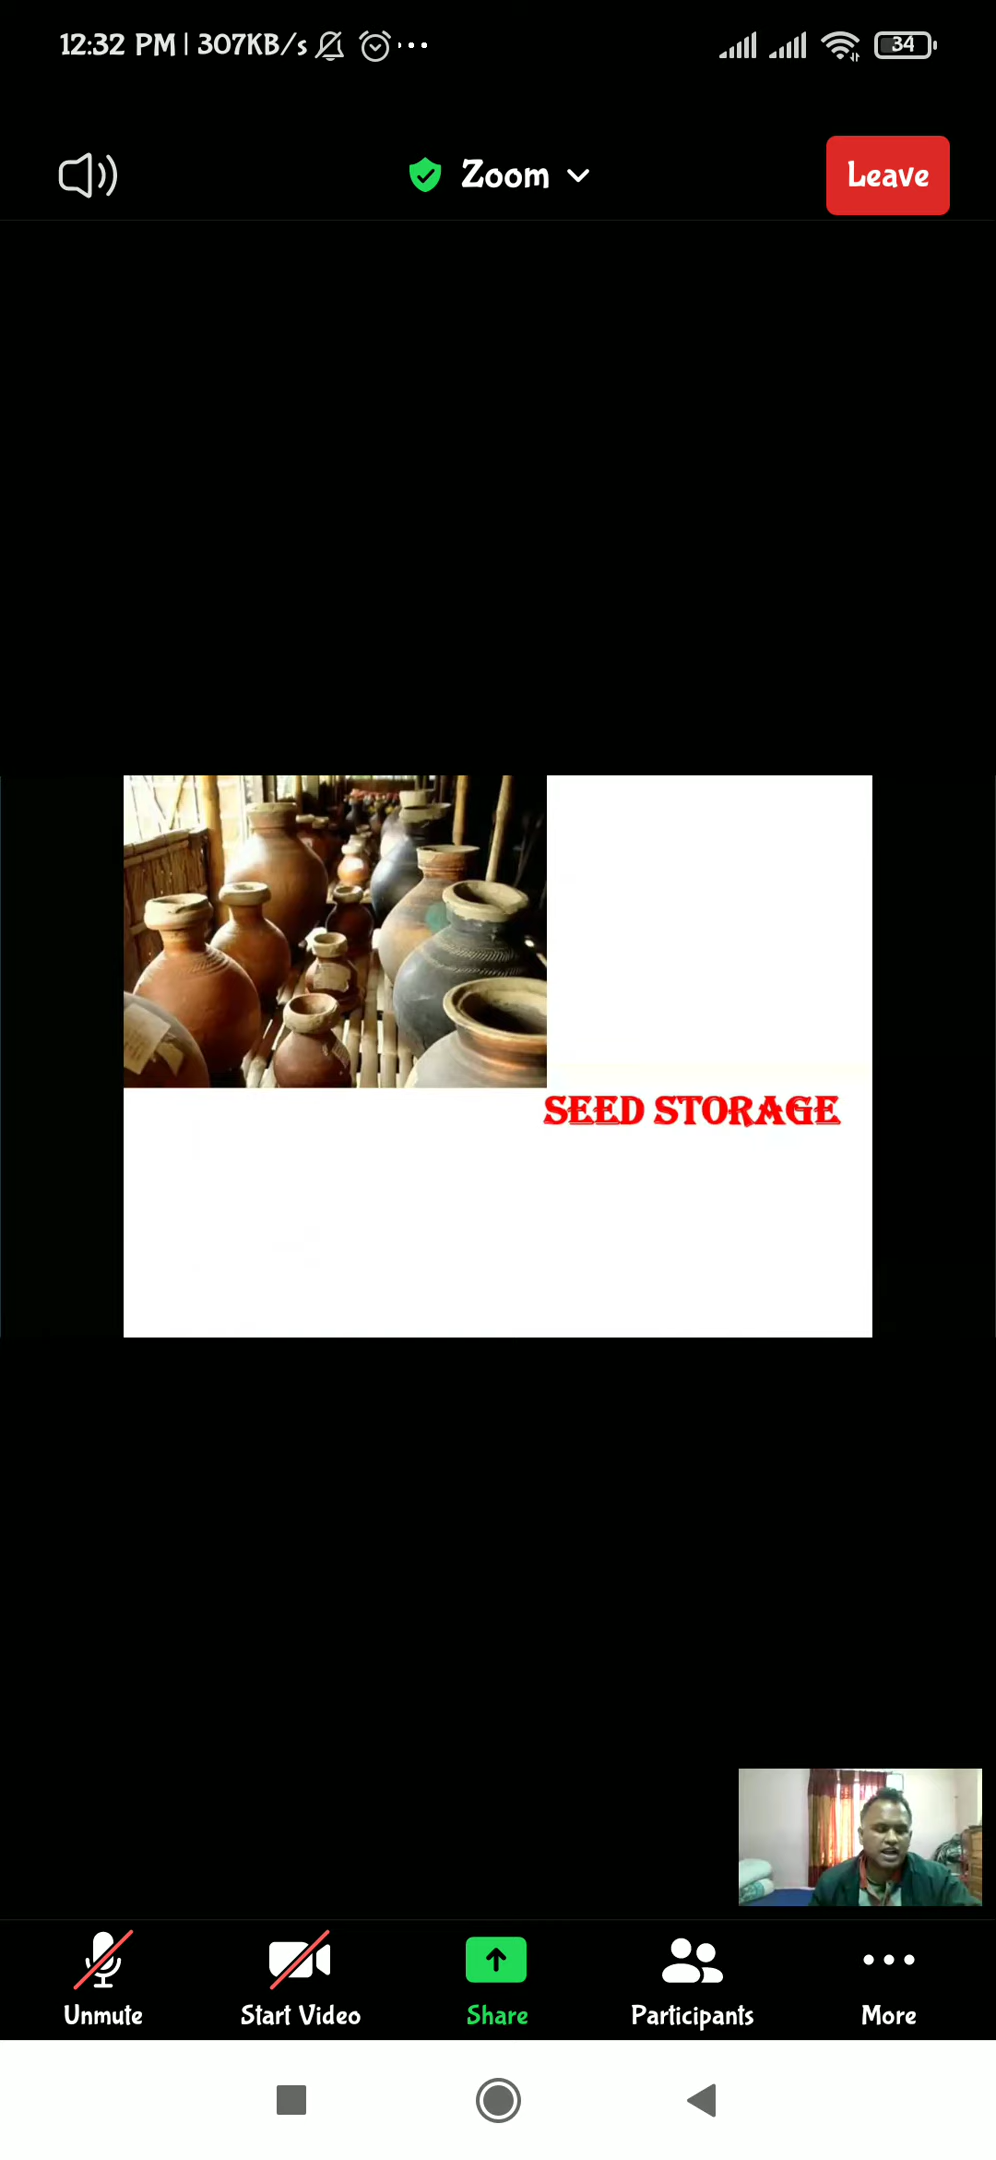 12:32 PM | 307KB/s ... 34
Zoom
Leave
SEED STORAGE
Unmute
Start Video
Share
Participants
More